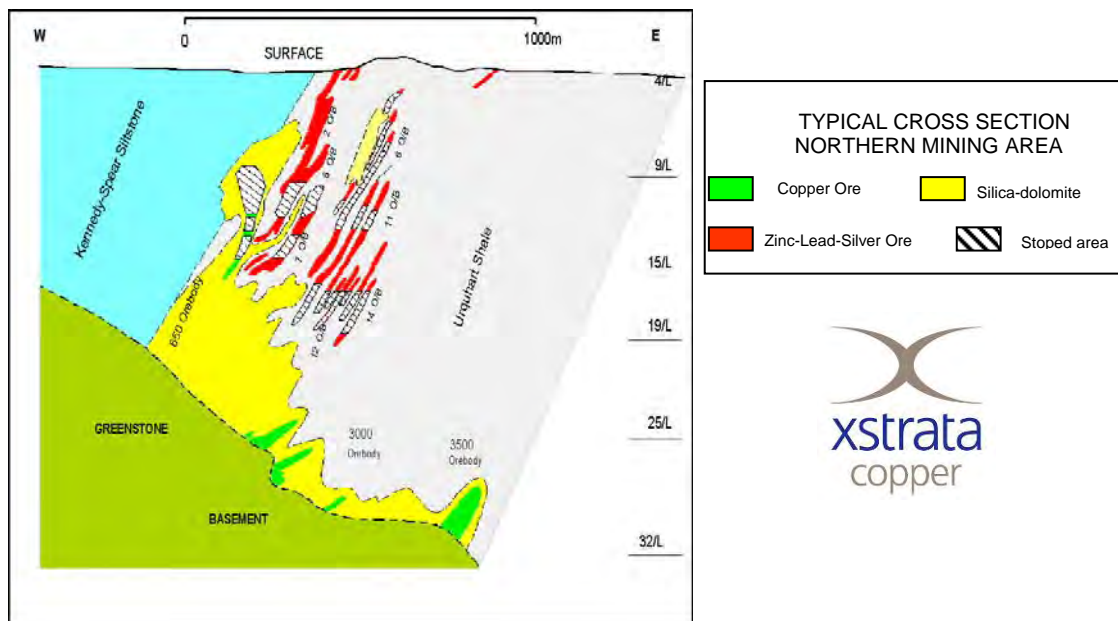 W
0
1000m
E
SURFACE
4/L
Kennedy-Spear Siltstone
2 O/B
5 O/B
6 O/B
9/L
11 O/B
7 O/B
15/L
650 Orebody
Urquhart Shale
14 O/B
12 O/B
19/L
GREENSTONE
25/L
3000
Orebody
3500
Orebody
BASEMENT
32/L
TYPICAL CROSS SECTION
NORTHERN MINING AREA
Copper Ore
Silica-dolomite
Zinc-Lead-Silver Ore
Stoped area
xstrata
copper